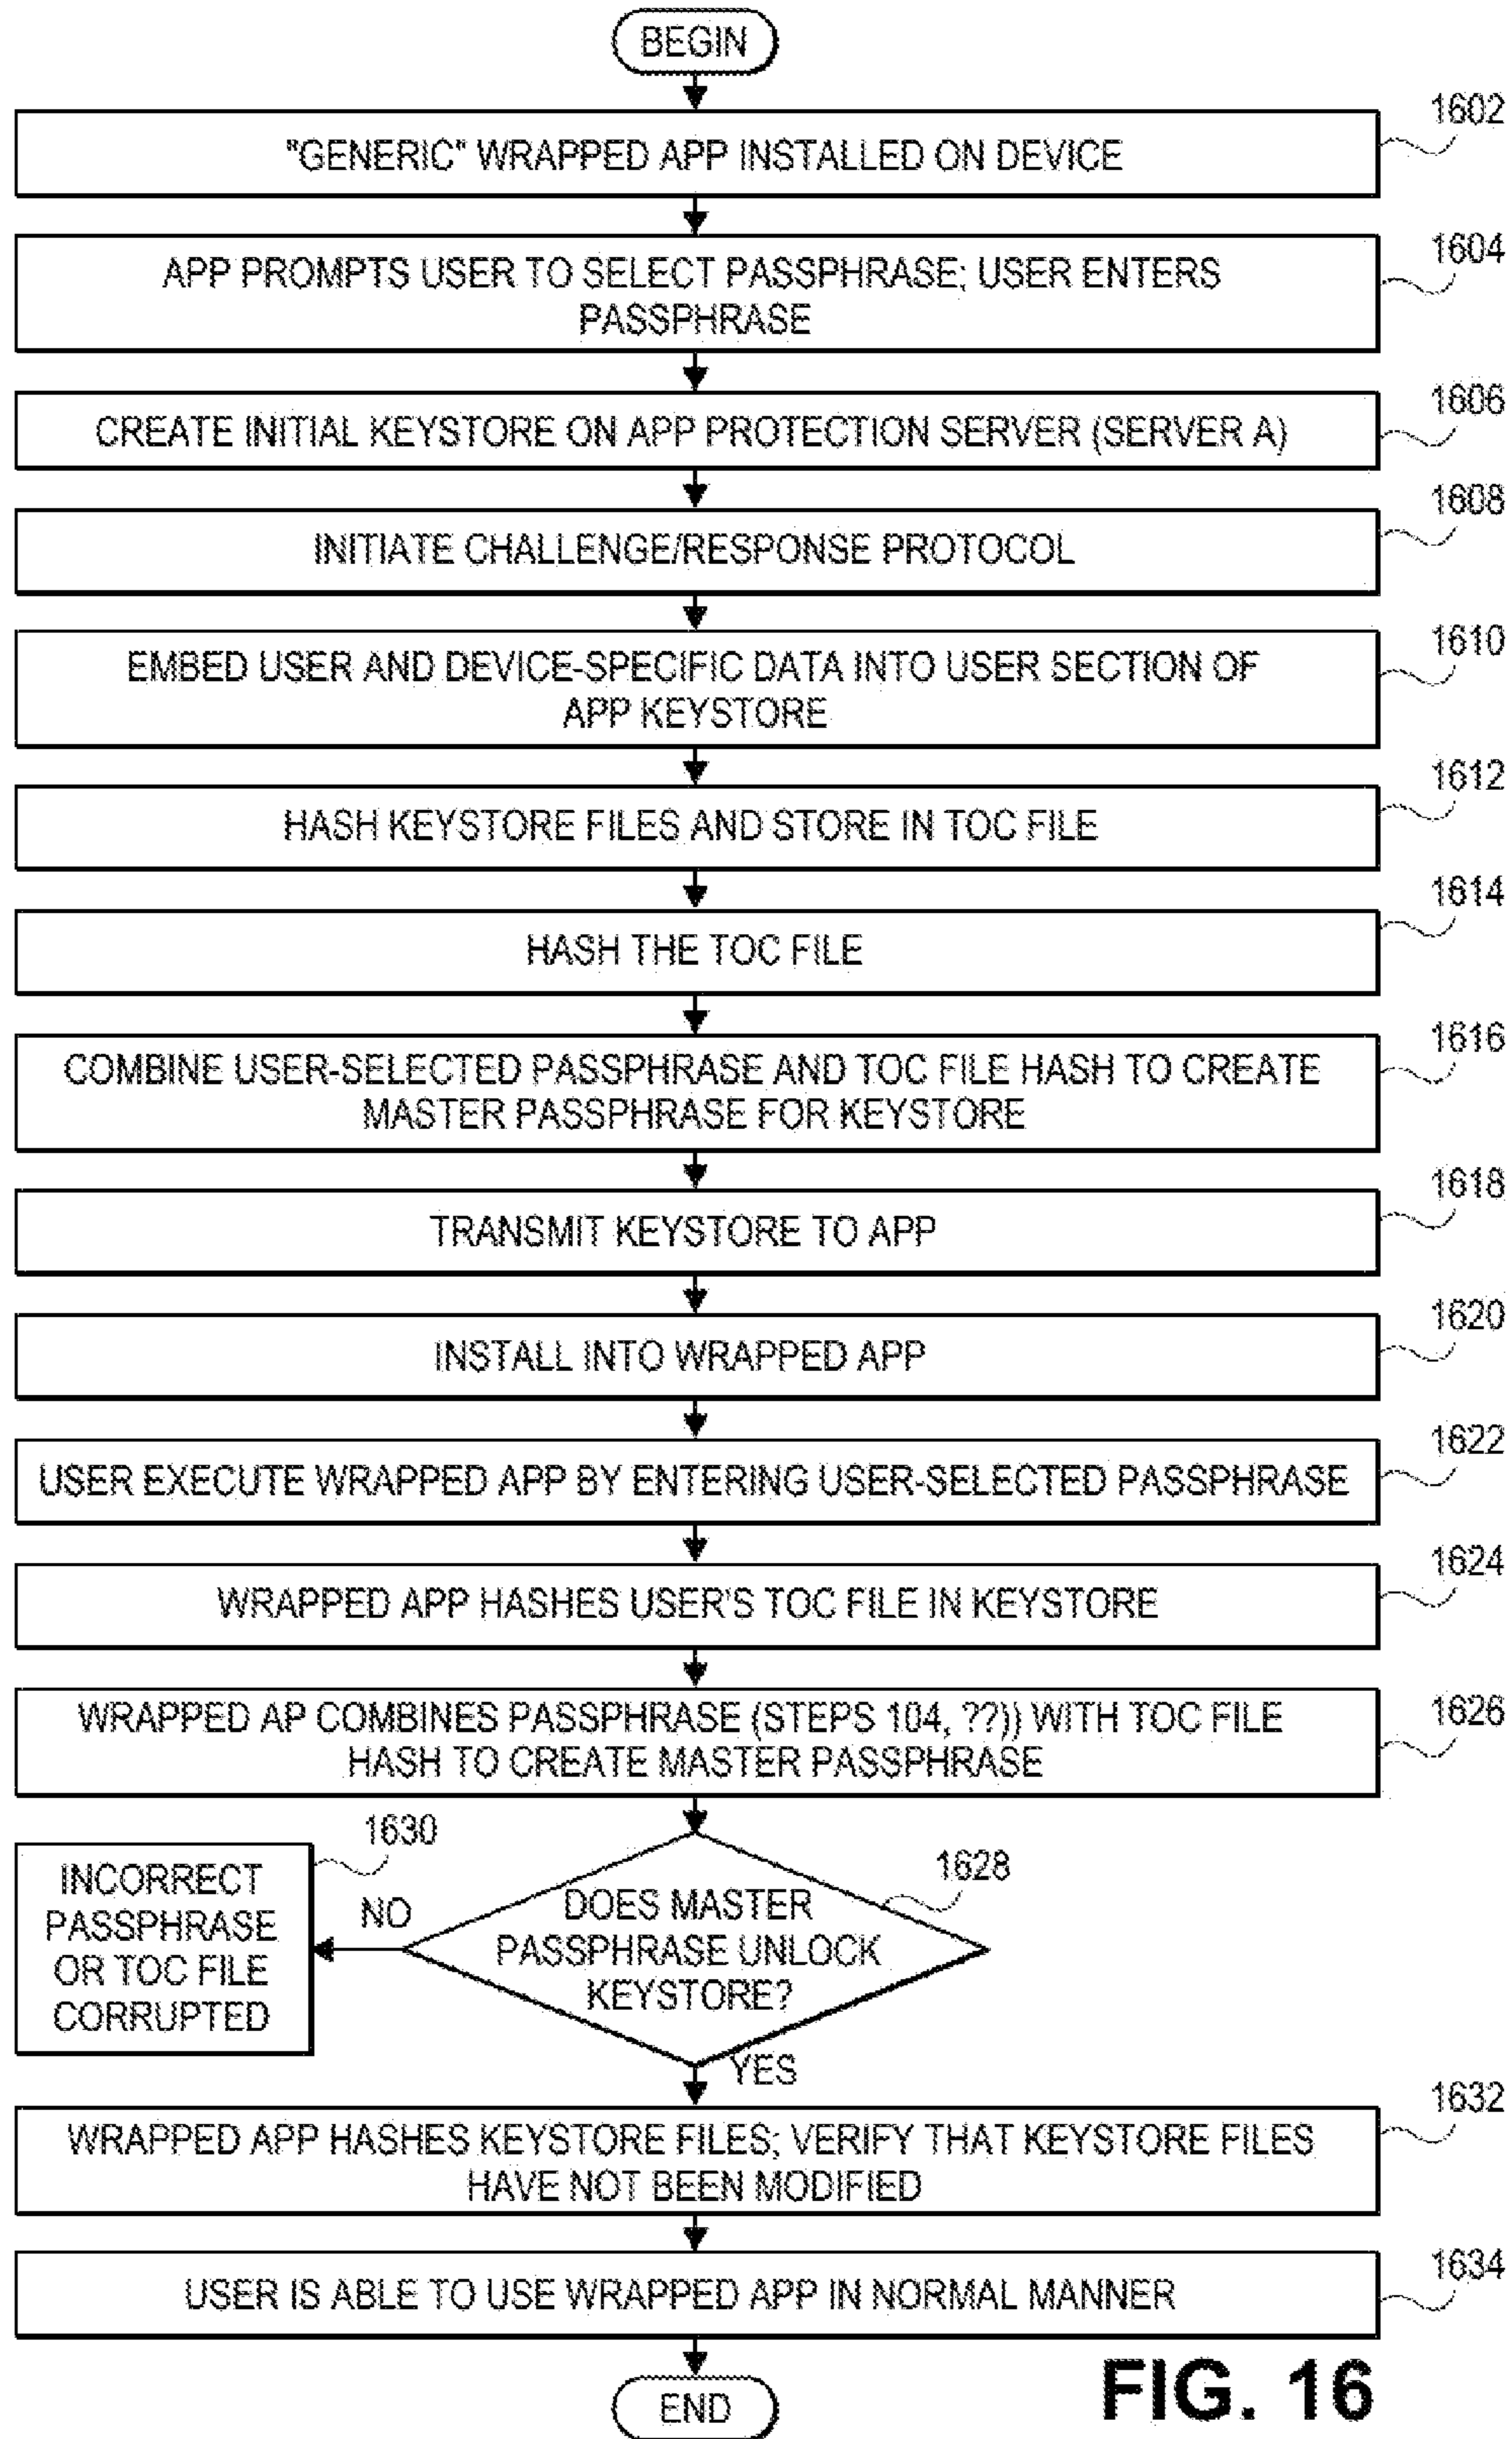 BEGIN
1602
"GENERIC" WRAPPED APP INSTALLED ON DEVICE
1604
APP PROMPTS USER TO SELECT PASSPHRASE; USER ENTERS
PASSPHRASE
1606
CREATE INITIAL KEYSTORE ON APP PROTECTION SERVER (SERVER A)
1608
INITIATE CHALLENGE/RESPONSE PROTOCOL
1610
EMBED USER AND DEVICE-SPECIFIC DATA INTO USER SECTION OF
APP KEYSTORE
1612
HASH KEYSTORE FILES AND STORE IN TOC FILE
1614
HASH THE TOC FILE
1616
COMBINE USER-SELECTED PASSPHRASE AND TOC FILE HASH TO CREATE
MASTER PASSPHRASE FOR KEYSTORE
1618
TRANSMIT KEYSTORE TO APP
1620
INSTALL INTO WRAPPED APP
1622
USER EXECUTE WRAPPED APP BY ENTERING USER-SELECTED PASSPHRASE
1624
WRAPPED APP HASHES USER'S TOC FILE IN KEYSTORE
1626
WRAPPED AP COMBINES PASSPHRASE (STEPS 104, ??)) WITH TOC FILE
HASH TO CREATE MASTER PASSPHRASE
1630
INCORRECT
PASSPHRASE
OR TOC FILE
CORRUPTED
NO
1628
DOES MASTER
PASSPHRASE UNLOCK
KEYSTORE?
YES
1632
WRAPPED APP HASHES KEYSTORE FILES; VERIFY THAT KEYSTORE FILES
HAVE NOT BEEN MODIFIED
1634
USER IS ABLE TO USE WRAPPED APP IN NORMAL MANNER
END
FIG. 16